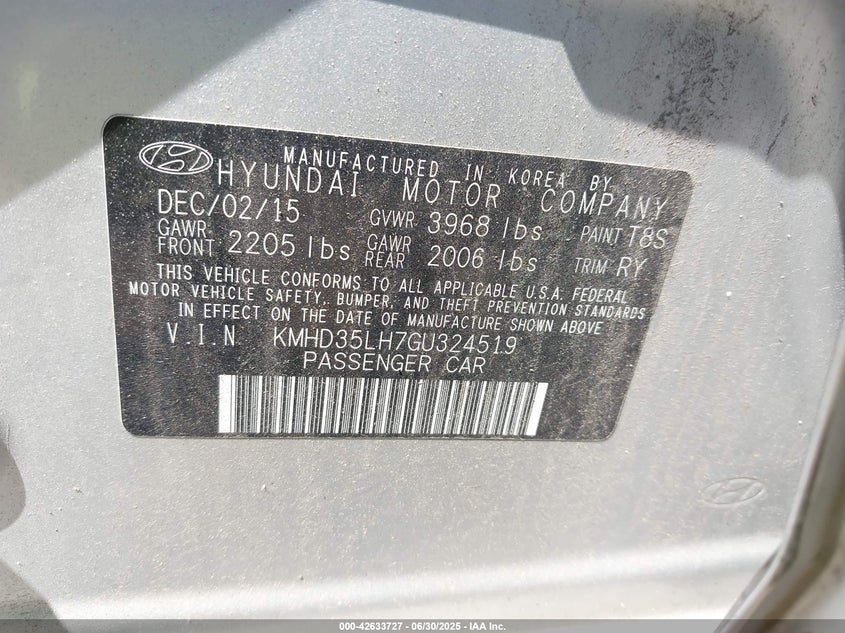 MANUFACTURED IN KOREA BY
HYUNDAI MOTOR COMPANY
DEC/02/15 GVWR 3968 lbs PAINT T8S
GAWR FRONT 2205 lbs GAWR REAR 2006 lbs TRIM RY
THIS VEHICLE CONFORMS TO ALL APPLICABLE U.S.A. FEDERAL
MOTOR VEHICLE SAFETY, BUMPER, AND THEFT PREVENTION STANDARDS
IN EFFECT ON THE DATE OF MANUFACTURE SHOWN ABOVE
V.I.N. KMHD35LH7GU324519
PASSENGER CAR
000-42633727 - 06/30/2025 - IAA Inc.